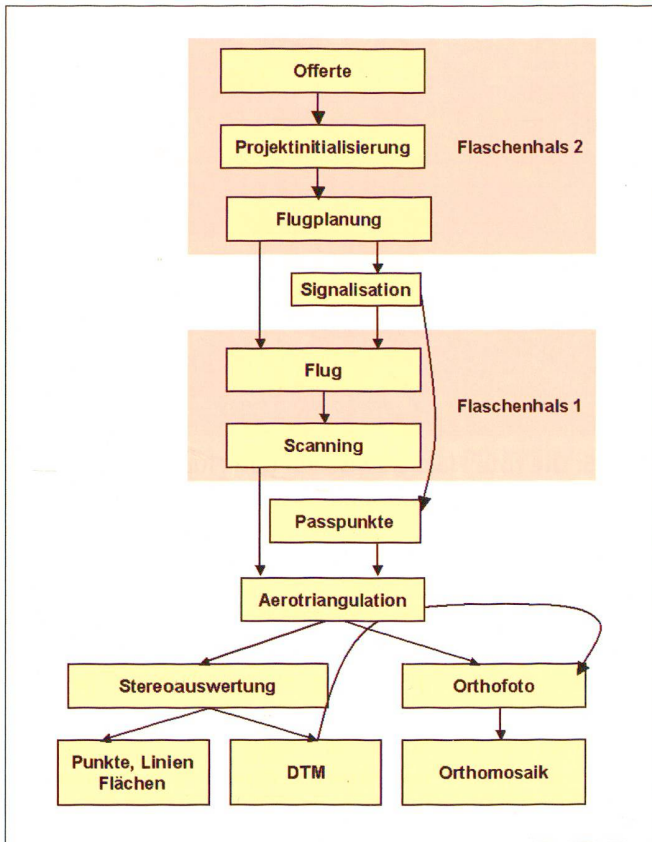 Offerte
Projektinitialisierung
Flaschenhals 2
Flugplanung
Signalisation
Flug
Flaschenhals 1
Scanning
Passpunkte
Aerotriangulation
Stereoauswertung
Orthofoto
Punkte, Linien
Flächen
DTM
Orthomosaik